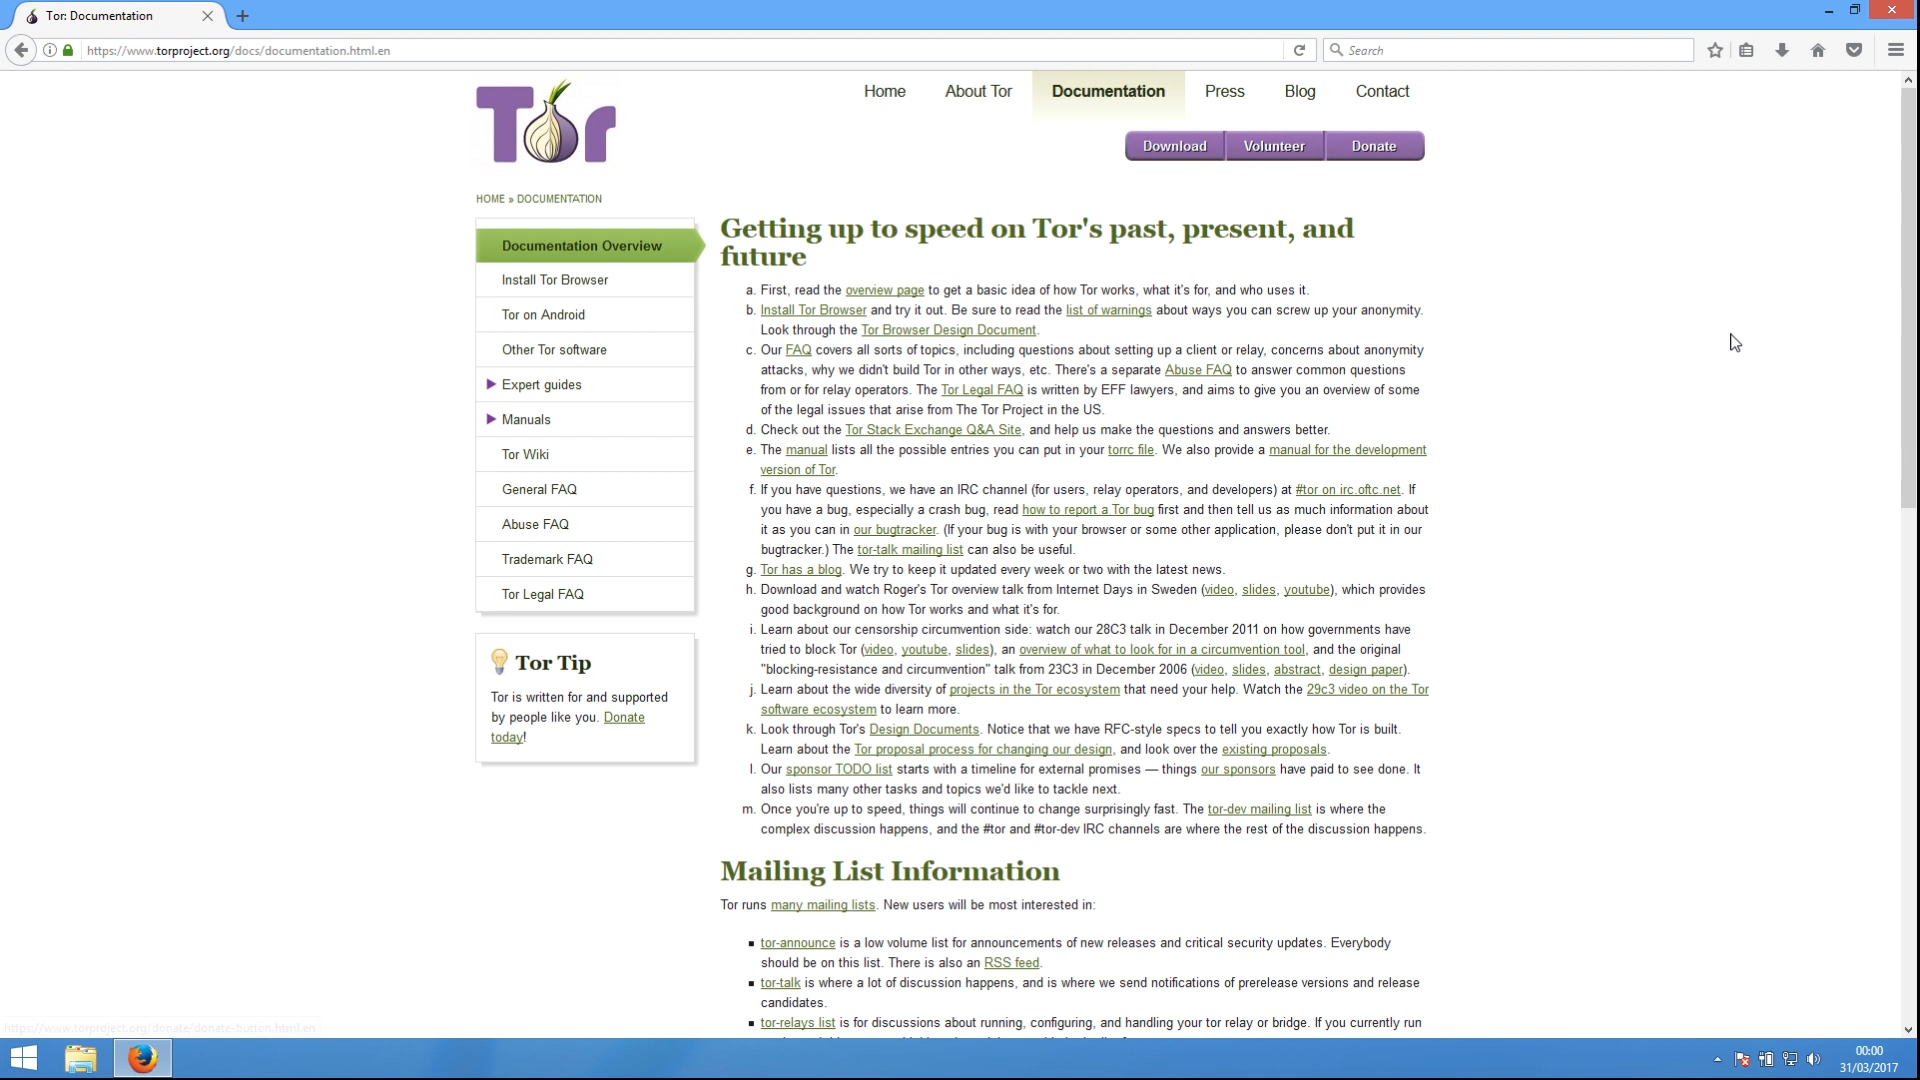 Tor: Documentation
https://www.torproject.org/docs/documentation.html.en
Search
Tor
Home About Tor Documentation Press Blog Contact
Download Volunteer Donate
HOME » DOCUMENTATION
Documentation Overview
Install Tor Browser
Tor on Android
Other Tor software
Expert guides
Manuals
Tor Wiki
General FAQ
Abuse FAQ
Trademark FAQ
Tor Legal FAQ
Tor Tip
Tor is written for and supported
by people like you. Donate
today!
Getting up to speed on Tor's past, present, and
future
a. First, read the overview page to get a basic idea of how Tor works, what it's for, and who uses it.
b. Install Tor Browser and try it out. Be sure to read the list of warnings about ways you can screw up your anonymity.
Look through the Tor Browser Design Document.
c. Our FAQ covers all sorts of topics, including questions about setting up a client or relay, concerns about anonymity
attacks, why we didn't build Tor in other ways, etc. There's a separate Abuse FAQ to answer common questions
from or for relay operators. The Tor Legal FAQ is written by EFF lawyers, and aims to give you an overview of some
of the legal issues that arise from The Tor Project in the US.
d. Check out the Tor Stack Exchange Q&A Site, and help us make the questions and answers better.
e. The manual lists all the possible entries you can put in your torrc file. We also provide a manual for the development
version of Tor.
f. If you have questions, we have an IRC channel (for users, relay operators, and developers) at #tor on irc.oftc.net. If
you have a bug, especially a crash bug, read how to report a Tor bug first and then tell us as much information about
it as you can in our bugtracker. (If your bug is with your browser or some other application, please don't put it in our
bugtracker.) The tor-talk mailing list can also be useful.
g. Tor has a blog. We try to keep it updated every week or two with the latest news.
h. Download and watch Roger's Tor overview talk from Internet Days in Sweden (video, slides, youtube), which provides
good background on how Tor works and what it's for.
i. Learn about our censorship circumvention side: watch our 28C3 talk in December 2011 on how governments have
tried to block Tor (video, youtube, slides), an overview of what to look for in a circumvention tool, and the original
"blocking-resistance and circumvention" talk from 23C3 in December 2006 (video, slides, abstract, design paper).
j. Learn about the wide diversity of projects in the Tor ecosystem that need your help. Watch the 29c3 video on the Tor
software ecosystem to learn more.
k. Look through Tor's Design Documents. Notice that we have RFC-style specs to tell you exactly how Tor is built.
Learn about the Tor proposal process for changing our design, and look over the existing proposals.
l. Our sponsor TODO list starts with a timeline for external promises — things our sponsors have paid to see done. It
also lists many other tasks and topics we'd like to tackle next.
m. Once you're up to speed, things will continue to change surprisingly fast. The tor-dev mailing list is where the
complex discussion happens, and the #tor and #tor-dev IRC channels are where the rest of the discussion happens.
Mailing List Information
Tor runs many mailing lists. New users will be most interested in:
tor-announce is a low volume list for announcements of new releases and critical security updates. Everybody
should be on this list. There is also an RSS feed.
tor-talk is where a lot of discussion happens, and is where we send notifications of prerelease versions and release
candidates.
tor-relays list is for discussions about running, configuring, and handling your tor relay or bridge. If you currently run
https://www.torproject.org/donate/donate-button.html.en
00:00
31/03/2017